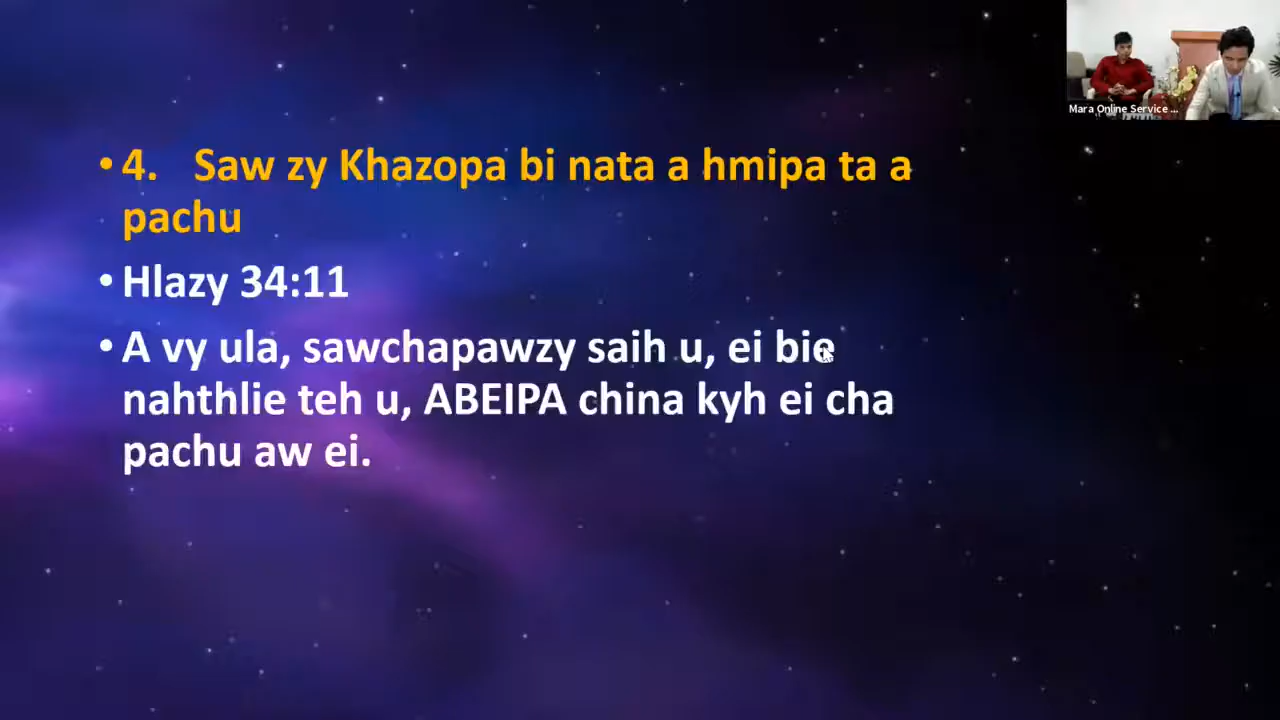 Mara Online Service ...
• 4. Saw zy Khazopa bi nata a hmipa ta a
pachu
• Hlazy 34:11
• A vy ula, sawchapawzy saih u, ei bie
nahthlie teh u, ABEIPA china kyh ei cha
pachu aw ei.